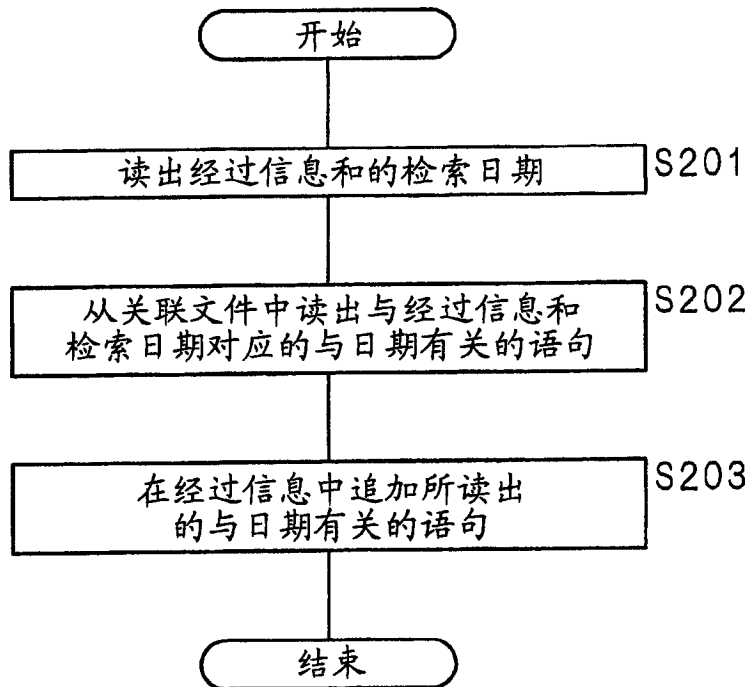 开始
读出经过信息和的检索日期
S201
从关联文件中读出与经过信息和
检索日期对应的与日期有关的语句
S202
在经过信息中追加所读出
的与日期有关的语句
S203
结束